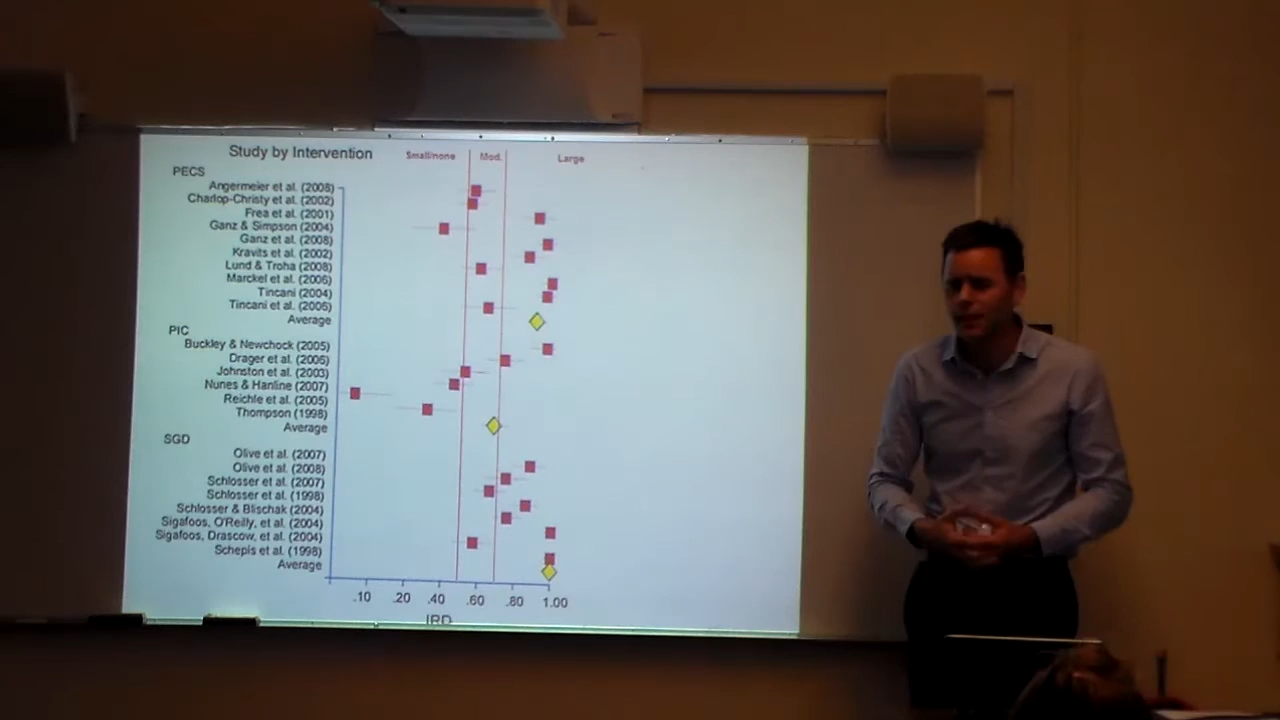 Study by Intervention
Small/none Mod. Large
PECS
Angermeier et al. (2008)
Charlop-Christy et al. (2002)
Frea et al. (2001)
Ganz & Simpson (2004)
Ganz et al. (2008)
Kravits et al. (2002)
Lund & Troha (2008)
Marckel et al. (2006)
Tincani (2004)
Tincani et al. (2006)
Average
PIC
Buckley & Newchock (2005)
Drager et al. (2006)
Johnston et al. (2003)
Nunes & Hanline (2007)
Reichle et al. (2005)
Thompson (1998)
Average
SGD
Olive et al. (2007)
Olive et al. (2008)
Schlosser et al. (2007)
Schlosser et al. (1998)
Schlosser & Blischak (2004)
Sigafoos, O'Reilly, et al. (2004)
Sigafoos, Drascow, et al. (2004)
Schepis et al. (1998)
Average
.10 .20 .40 .60 .80 1.00
IRD